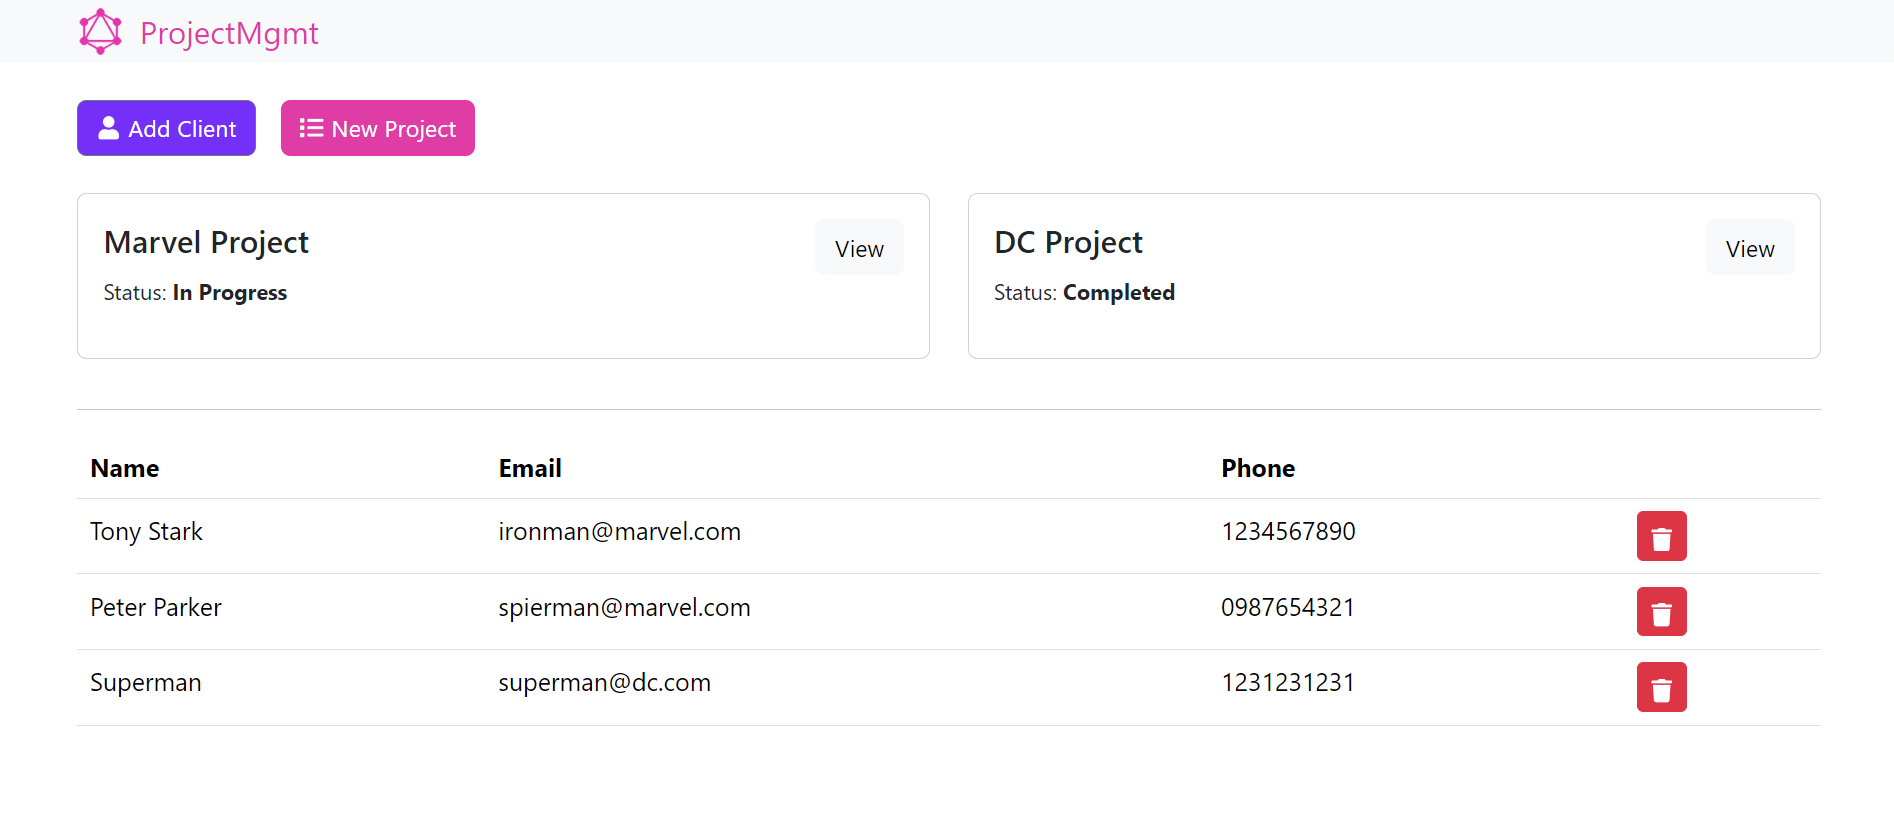 ProjectMgmt
Add Client New Project
Marvel Project View
Status: In Progress
DC Project View
Status: Completed
Name Email Phone
Tony Stark ironman@marvel.com 1234567890
Peter Parker spierman@marvel.com 0987654321
Superman superman@dc.com 1231231231